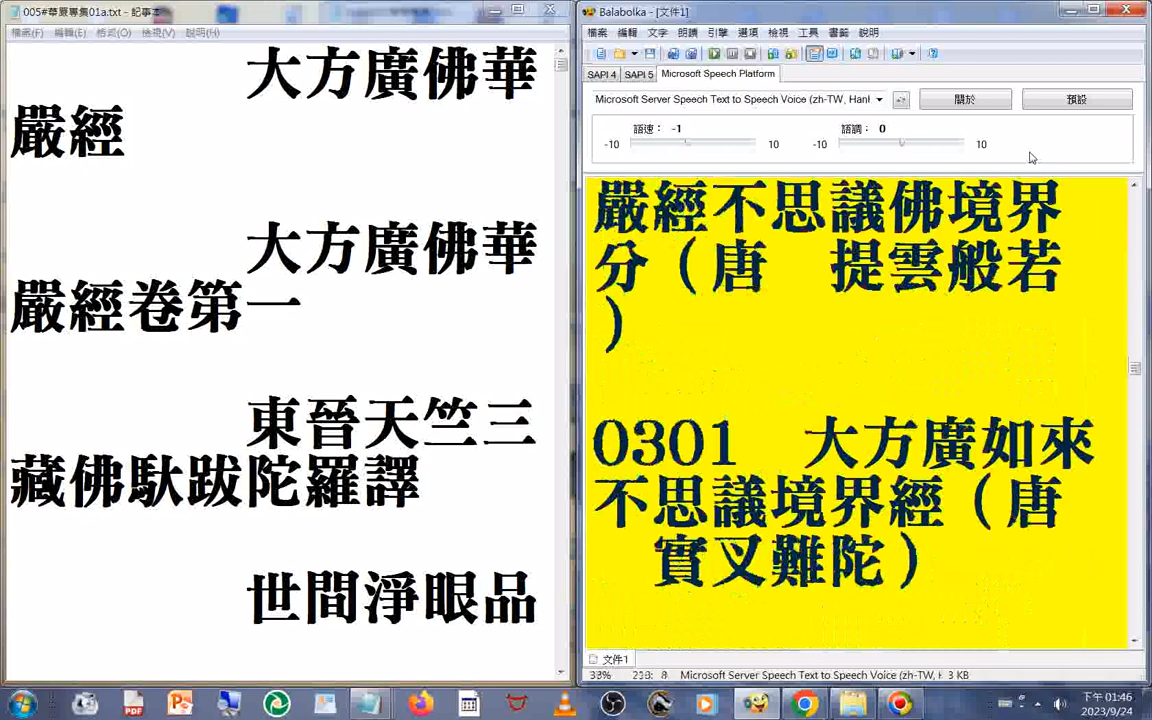 005#華嚴專集01a.txt - 記事本
檔案(F) 編輯(E) 格式(O) 檢視(V) 說明(H)
大方廣佛華
嚴經
大方廣佛華
嚴經卷第一
東晉天竺三
藏佛馱跋陀羅譯
世間淨眼品
Balabolka - [文件1]
檔案 編輯 文字 朗讀 引擎 選項 檢視 工具 書籤 說明
SAPI 4 SAPI 5 Microsoft Speech Platform
Microsoft Server Speech Text to Speech Voice (zh-TW, Han
關於 預設
語速： -1 語調： 0
-10 10 -10 10
嚴經不思議佛境界
分（唐　提雲般若
）
0301　大方廣如來
不思議境界經（唐
實叉難陀）
文件1
33% Microsoft Server Speech Text to Speech Voice (zh-TW, 3 KB
下午 01:46
2023/9/24